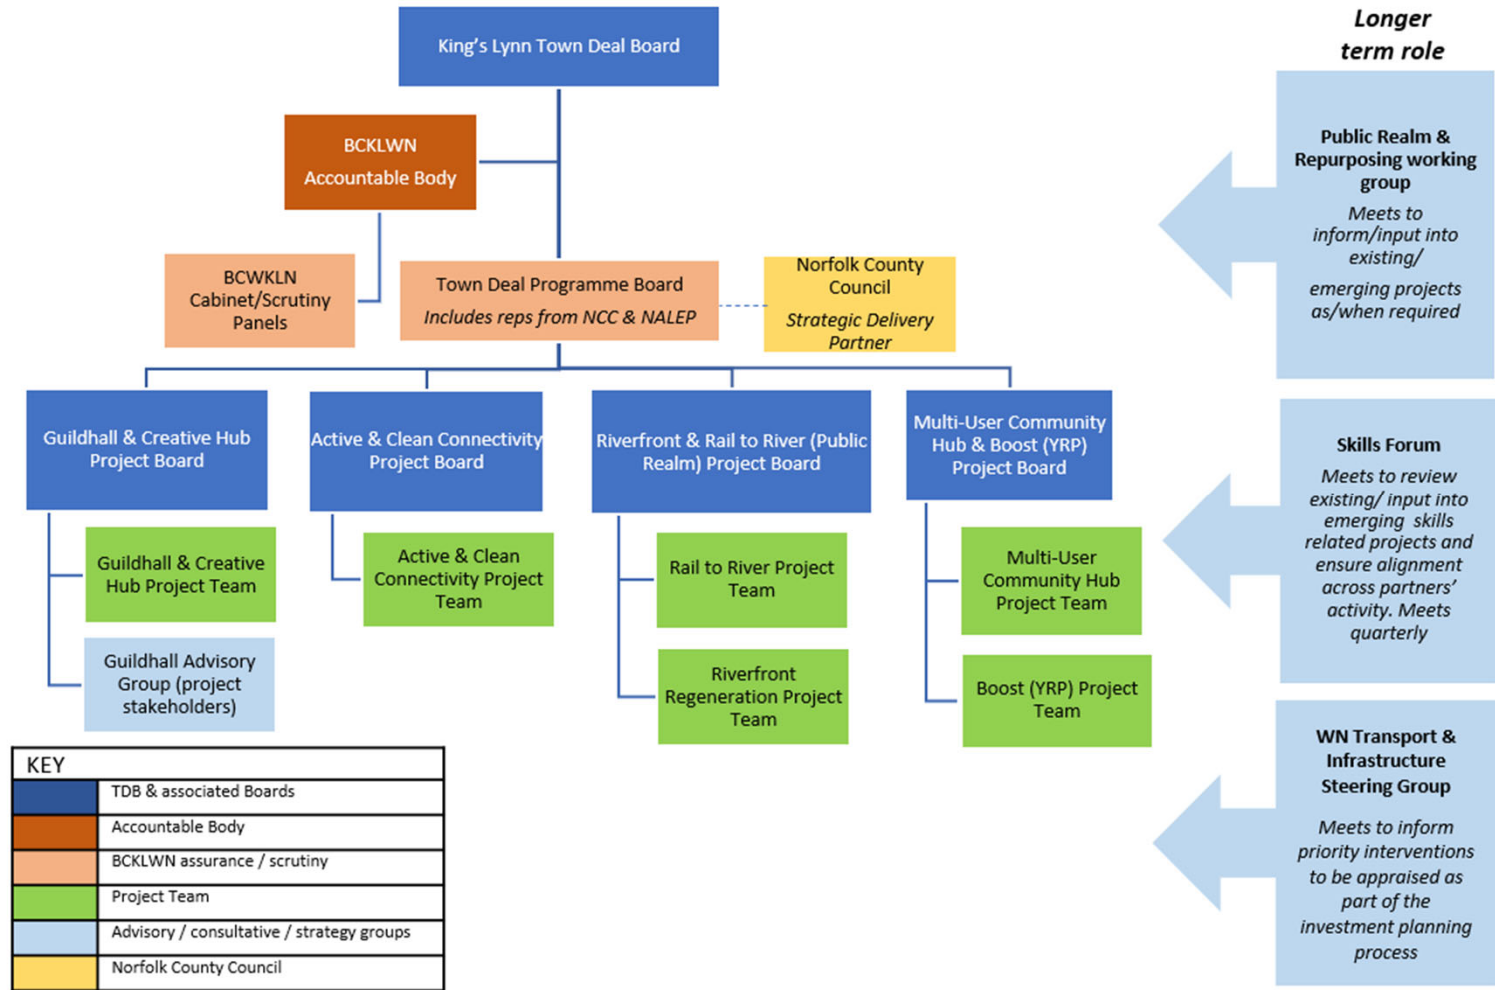 King's Lynn Town Deal Board
BCKLWN
Accountable Body
BCWKLN
Cabinet/Scrutiny
Panels
Town Deal Programme Board
Includes reps from NCC & NALEP
Norfolk County
Council
Strategic Delivery
Partner
Guildhall & Creative Hub
Project Board
Active & Clean Connectivity
Project Board
Riverfront & Rail to River (Public
Realm) Project Board
Multi-User Community
Hub & Boost (YRP)
Project Board
Guildhall & Creative
Hub Project Team
Guildhall Advisory
Group (project
stakeholders)
Active & Clean
Connectivity Project
Team
Rail to River Project
Team
Riverfront
Regeneration Project
Team
Multi-User
Community Hub
Project Team
Boost (YRP) Project
Team
Longer
term role
Public Realm &
Repurposing working
group
Meets to
inform/input into
existing/
emerging projects
as/when required
Skills Forum
Meets to review
existing/ input into
emerging skills
related projects and
ensure alignment
across partners'
activity. Meets
quarterly
WN Transport &
Infrastructure
Steering Group
Meets to inform
priority interventions
to be appraised as
part of the
investment planning
process
KEY
TDB & associated Boards
Accountable Body
BCKLWN assurance / scrutiny
Project Team
Advisory / consultative / strategy groups
Norfolk County Council